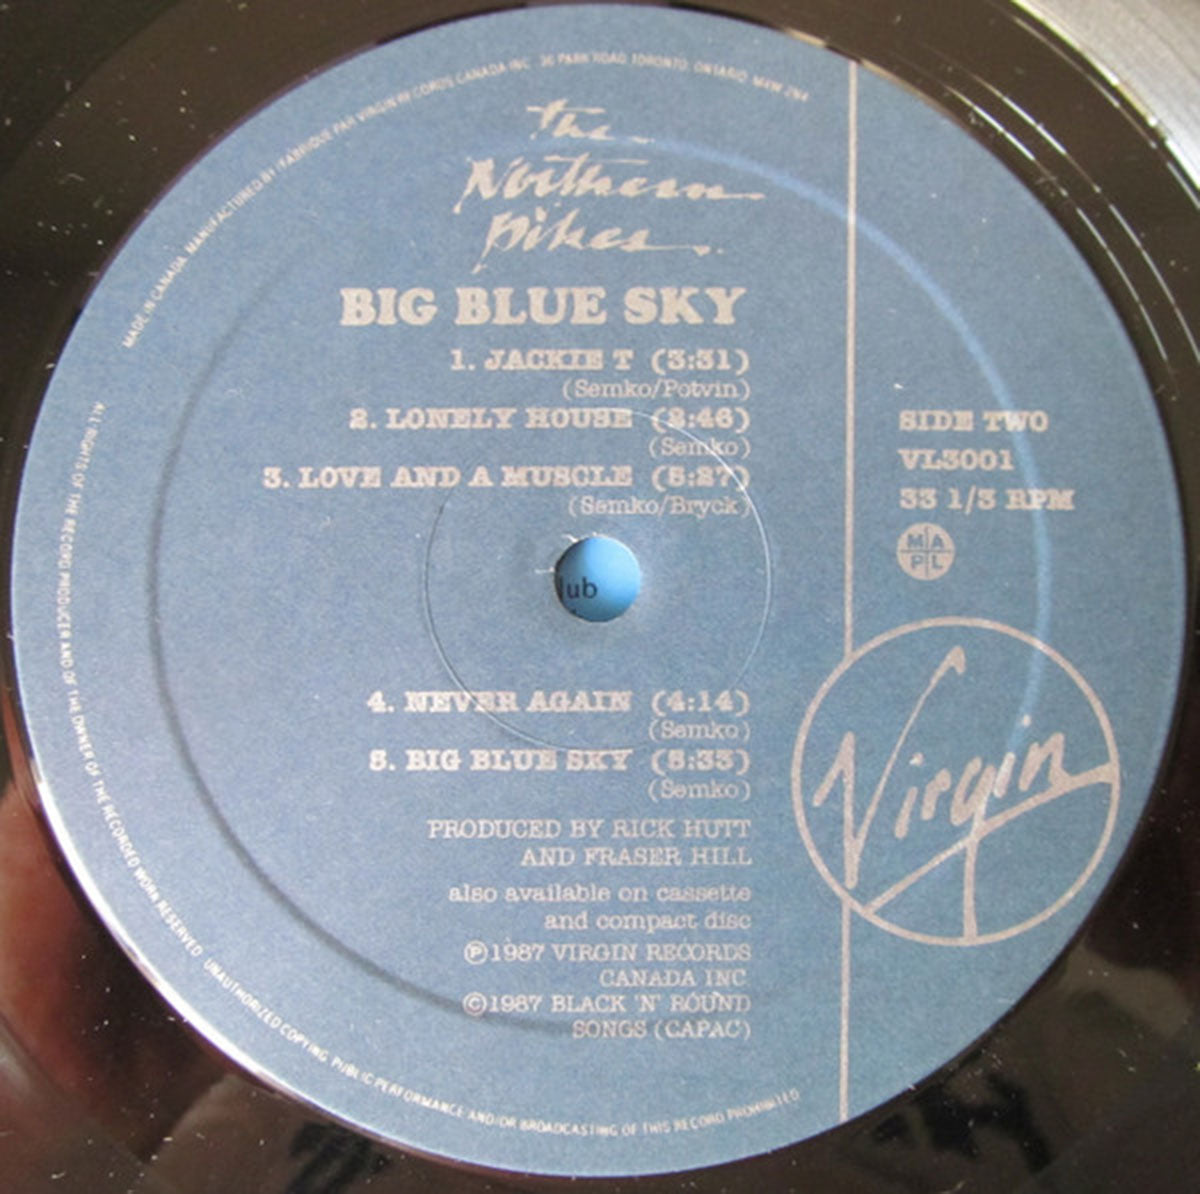 MADE IN CANADA. MANUFACTURED BY / FABRIQUE PAR VIRGIN RECORDS CANADA INC 36 PARK ROAD TORONTO, ONTARIO M4W 2N4
The
Northern
Pikes
BIG BLUE SKY
1. JACKIE T (3:31)
(Semko/Potvin)
2. LONELY HOUSE (2:46)
(Semko)
3. LOVE AND A MUSCLE (5:27)
(Semko/Bryck)
SIDE TWO
VL3001
33 1/3 RPM
M A
P L
lub
4. NEVER AGAIN (4:14)
(Semko)
5. BIG BLUE SKY (5:33)
(Semko)
Virgin
PRODUCED BY RICK HUTT
AND FRASER HILL
also available on cassette
and compact disc
℗1987 VIRGIN RECORDS
CANADA INC
©1987 BLACK 'N' ROUND
SONGS (CAPAC)
ALL RIGHTS OF THE RECORD PRODUCER AND OF THE OWNER OF THE RECORDED WORK RESERVED UNAUTHORIZED COPYING, PUBLIC PERFORMANCE AND/OR BROADCASTING OF THIS RECORD PROHIBITED